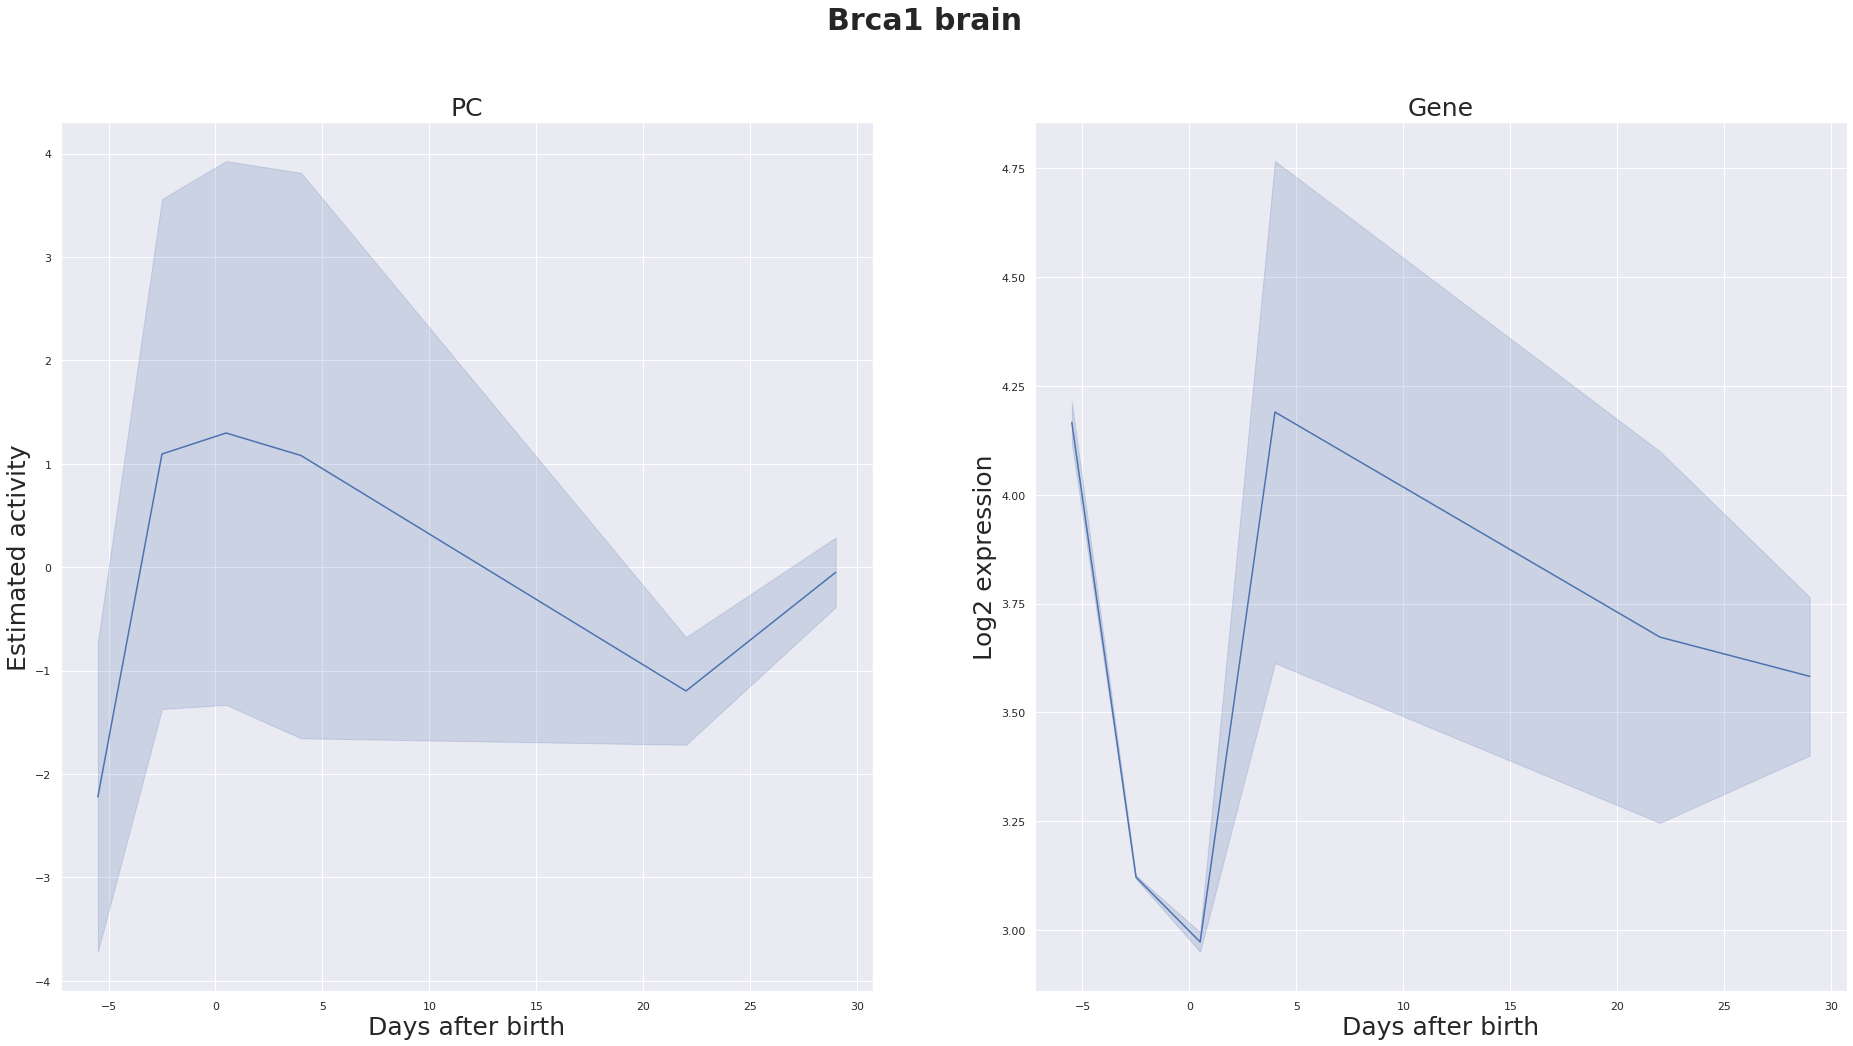 Brca1 brain
PC
Estimated activity
4
3
2
1
0
−1
−2
−3
−4
−5 0 5 10 15 20 25 30
Days after birth
Gene
Log2 expression
4.75
4.50
4.25
4.00
3.75
3.50
3.25
3.00
−5 0 5 10 15 20 25 30
Days after birth